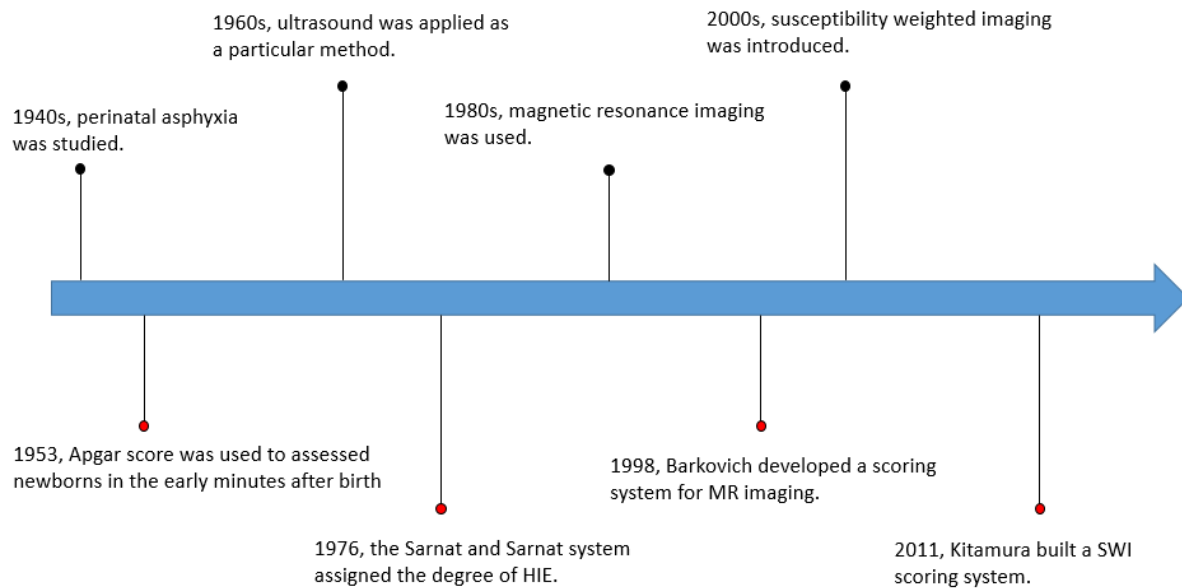 1960s, ultrasound was applied as
a particular method.
2000s, susceptibility weighted imaging
was introduced.
1940s, perinatal asphyxia
was studied.
1980s, magnetic resonance imaging
was used.
1953, Apgar score was used to assessed
newborns in the early minutes after birth
1998, Barkovich developed a scoring
system for MR imaging.
1976, the Sarnat and Sarnat system
assigned the degree of HIE.
2011, Kitamura built a SWI
scoring system.